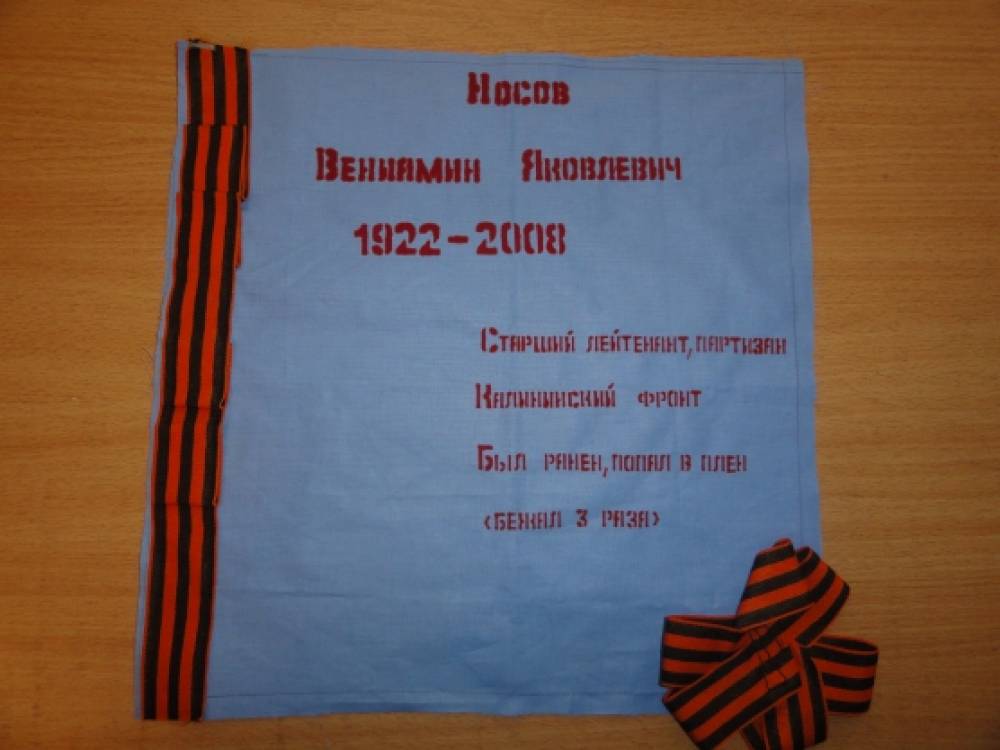 Носов
Вениамин Яковлевич
1922-2008
Старший лейтенант, партизан
Калининский фронт
Был ранен, попал в плен
(бежал 3 раза)